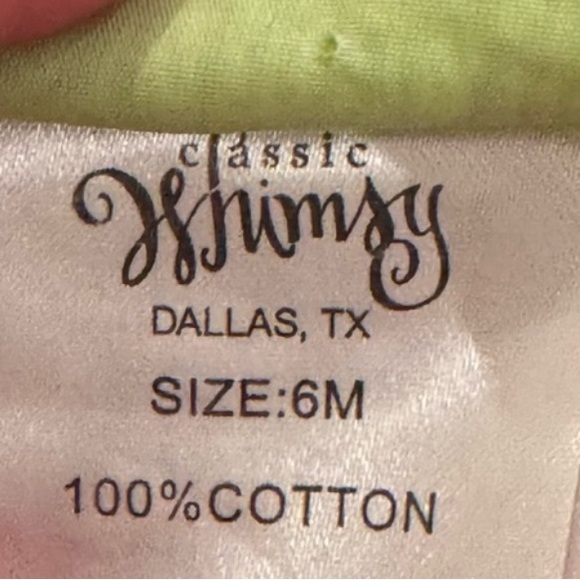 classic
Whimsy
DALLAS, TX
SIZE:6M
100%COTTON